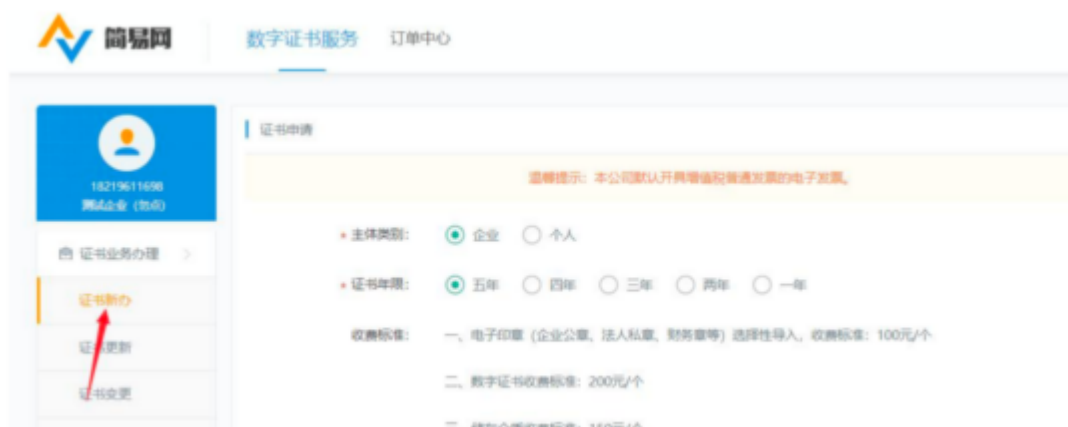 简易网 数字证书服务 订单中心
证书申请
温馨提示：本公司默认开具增值税普通发票的电子发票。
18219611698
测试企业（勿点）
* 主体类别： 企业 个人
证书业务办理 >
* 证书年限： 五年 四年 三年 两年 一年
证书新办
收费标准： 一、电子印章（企业公章、法人私章、财务章等）选择性导入，收费标准：100元/个
证书更新
二、数字证书收费标准：200元/个
证书变更